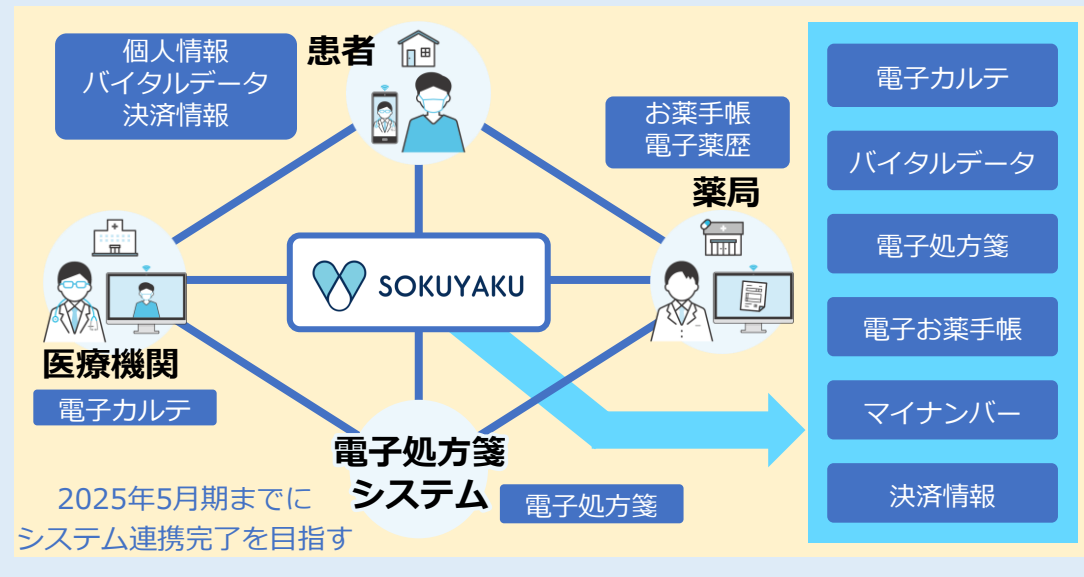 個人情報
バイタルデータ
決済情報
患者
お薬手帳
電子薬歴
薬局
SOKUYAKU
医療機関
電子カルテ
電子処方箋
システム
電子処方箋
2025年5月期までに
システム連携完了を目指す
電子カルテ
バイタルデータ
電子処方箋
電子お薬手帳
マイナンバー
決済情報